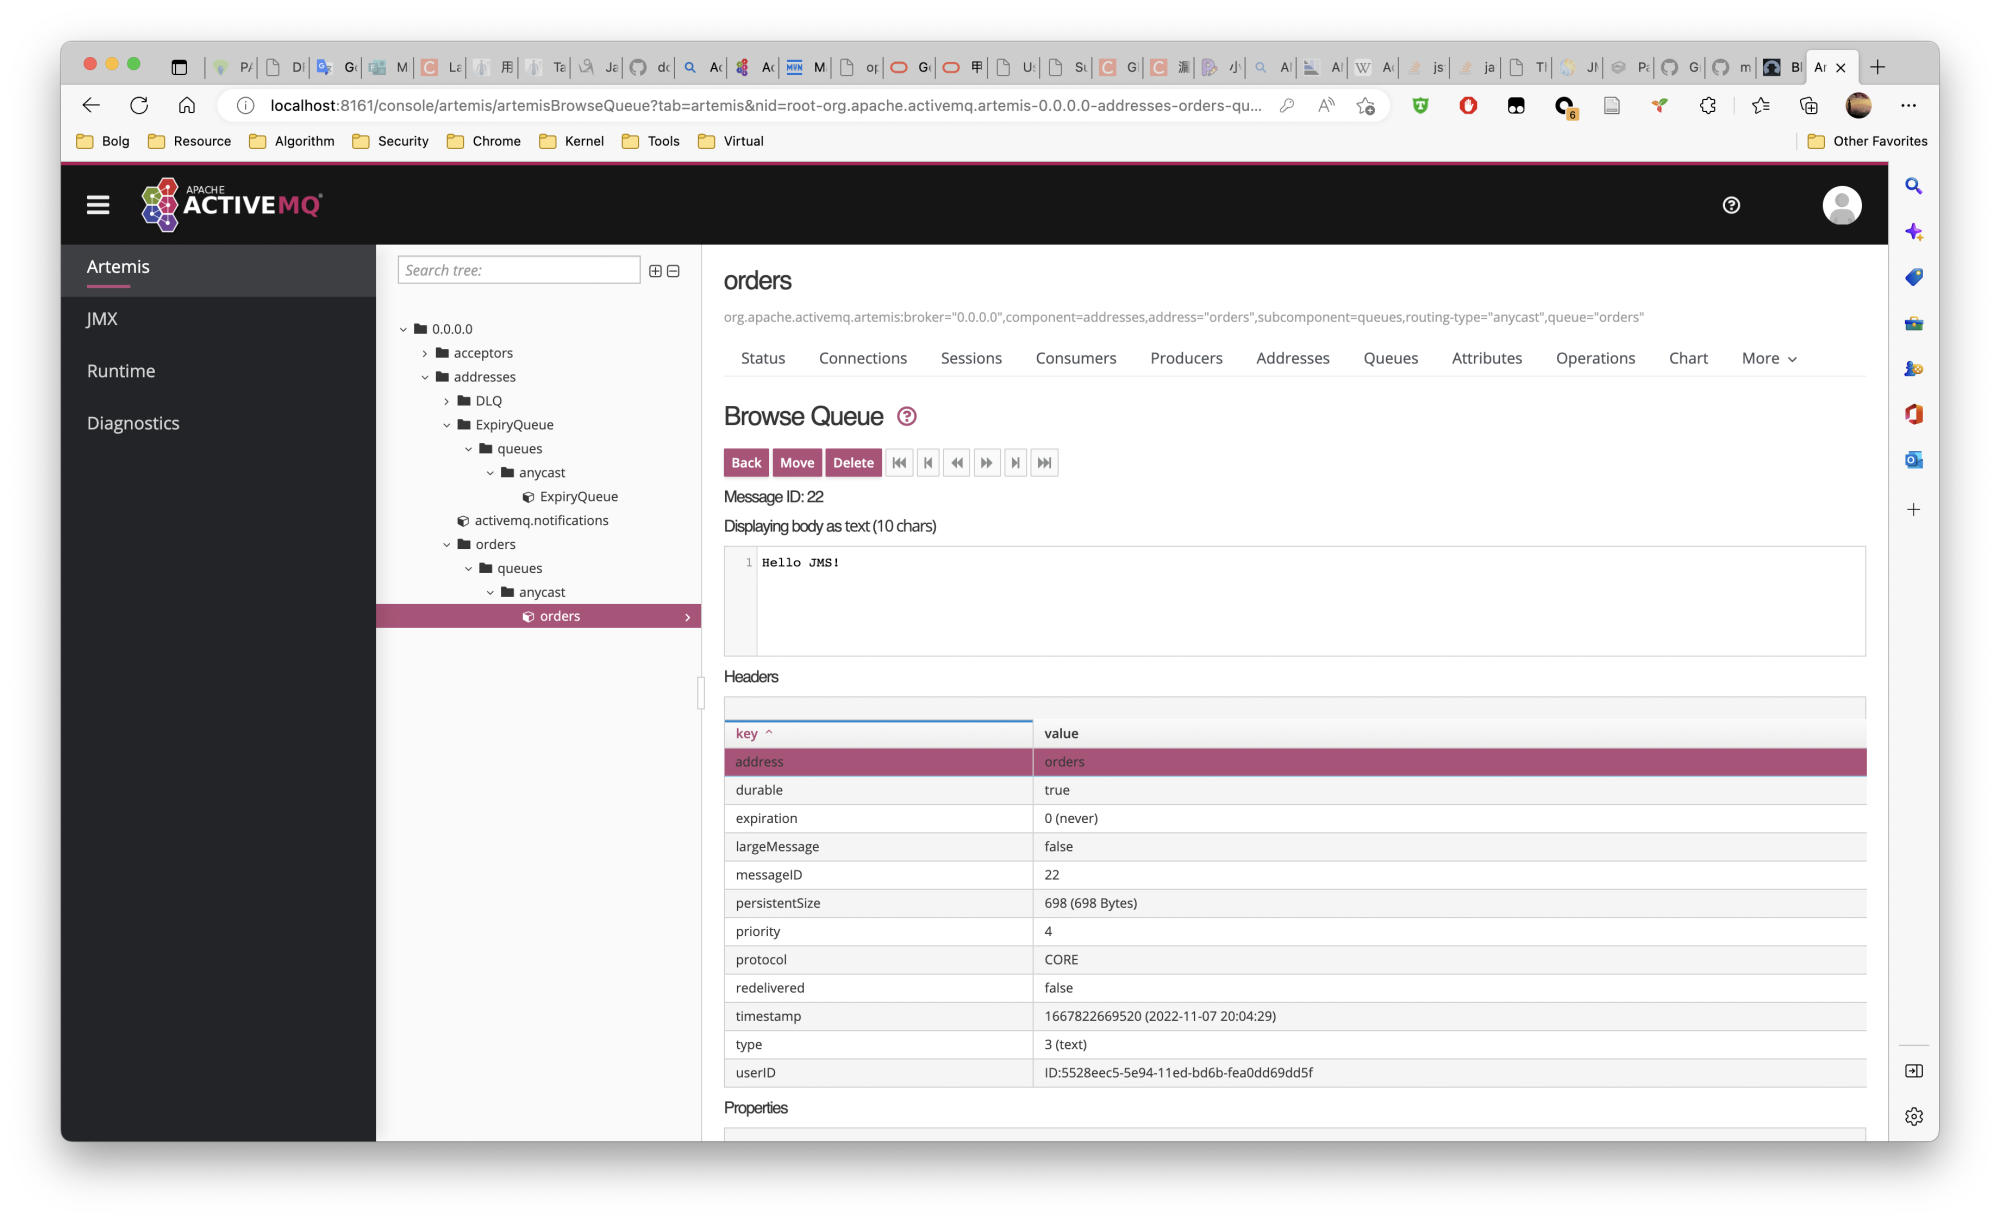 localhost:8161/console/artemis/artemisBrowseQueue?tab=artemis&nid=root-org.apache.activemq.artemis-0.0.0.0-addresses-orders-qu...
6
Bolg Resource Algorithm Security Chrome Kernel Tools Virtual Other Favorites
APACHE
ACTIVEMQ
Artemis
JMX
Runtime
Diagnostics
Search tree:
0.0.0.0
acceptors
addresses
DLQ
ExpiryQueue
queues
anycast
ExpiryQueue
activemq.notifications
orders
queues
anycast
orders
orders
org.apache.activemq.artemis:broker="0.0.0.0",component=addresses,address="orders",subcomponent=queues,routing-type="anycast",queue="orders"
Status Connections Sessions Consumers Producers Addresses Queues Attributes Operations Chart More
Browse Queue
Back Move Delete
Message ID: 22
Displaying body as text (10 chars)
1 Hello JMS!
Headers
key value
address orders
durable true
expiration 0 (never)
largeMessage false
messageID 22
persistentSize 698 (698 Bytes)
priority 4
protocol CORE
redelivered false
timestamp 1667822669520 (2022-11-07 20:04:29)
type 3 (text)
userID ID:5528eec5-5e94-11ed-bd6b-fea0dd69dd5f
Properties